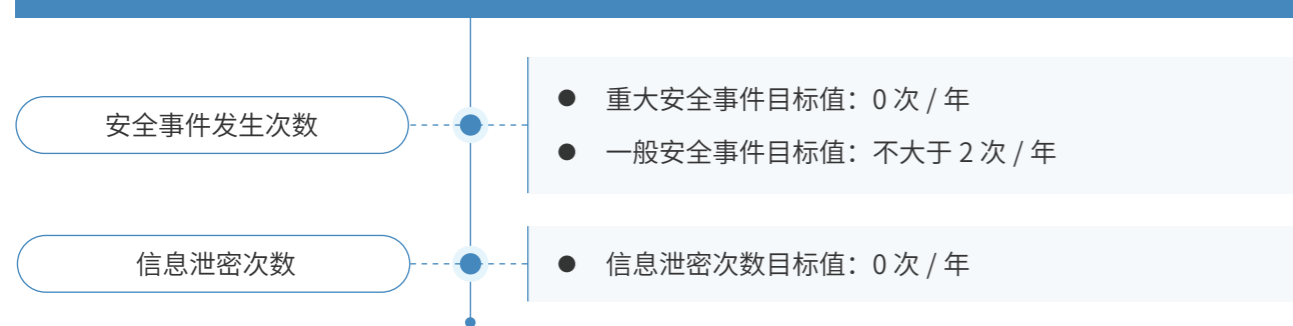 安全事件发生次数
● 重大安全事件目标值：0 次 / 年
● 一般安全事件目标值：不大于 2 次 / 年
信息泄密次数
● 信息泄密次数目标值：0 次 / 年